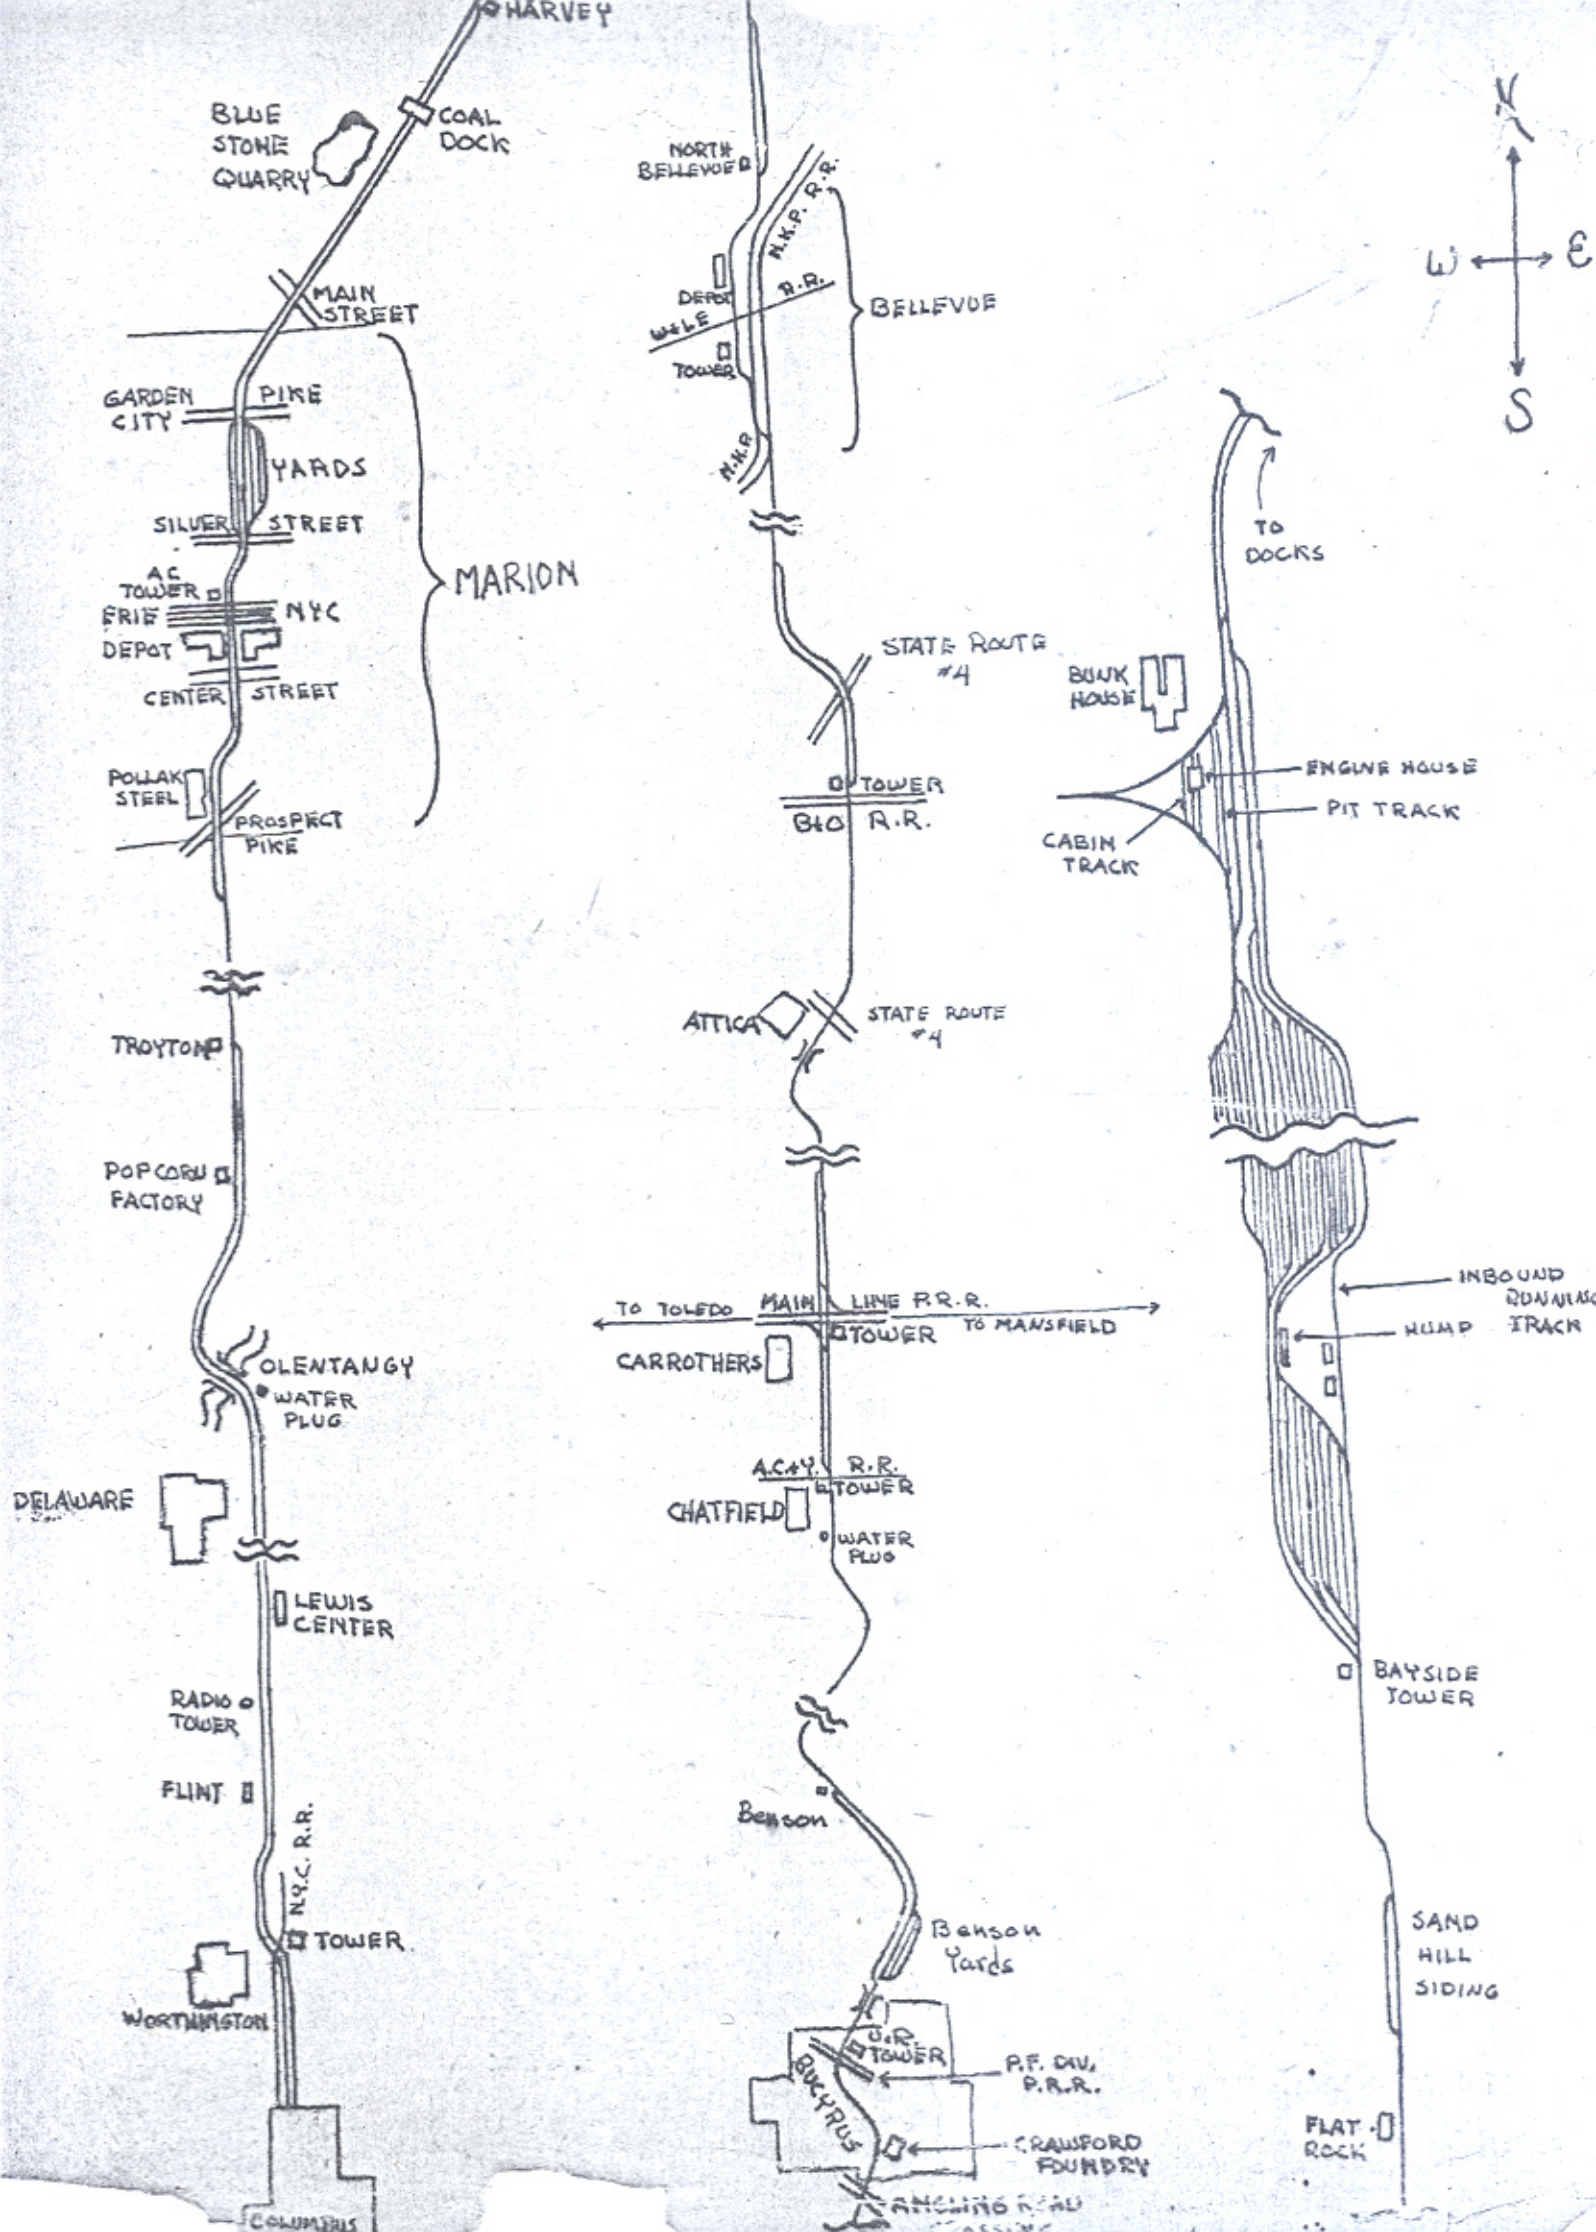 HARVEY
BLUE
STONE
QUARRY
COAL
DOCK
MAIN
STREET
GARDEN PIKE
CITY
YARDS
SILVER STREET
AC
TOWER
ERIE NYC
DEPOT
CENTER STREET
MARION
POLLAK
STEEL
PROSPECT
PIKE
TROYTON
POPCORN
FACTORY
OLENTANGY
WATER
PLUG
DELAWARE
LEWIS
CENTER
RADIO
TOWER
FLINT
N.Y.C. R.R.
TOWER
WORTHINGTON
COLUMBUS
NORTH
BELLEVUE
N.K.P. R.R.
DEPOT
W&LE R.R.
TOWER
BELLEVUE
N.K.P.
STATE ROUTE
#4
TOWER
B&O R.R.
ATTICA
STATE ROUTE
#4
TO TOLEDO MAIN LINE P.R.R.
TO MANSFIELD
TOWER
CARROTHERS
A.C.&Y. R.R.
TOWER
CHATFIELD
WATER
PLUG
Benson
Benson
Yards
J.R.
TOWER
BUCYRUS
P.F. DIV.
P.R.R.
CRAWFORD
FOUNDRY
ANGLING ROAD
N
W E
S
TO
DOCKS
BUNK
HOUSE
ENGINE HOUSE
PIT TRACK
CABIN
TRACK
INBOUND
RUNNING
TRACK
HUMP
BAYSIDE
TOWER
SAND
HILL
SIDING
FLAT
ROCK